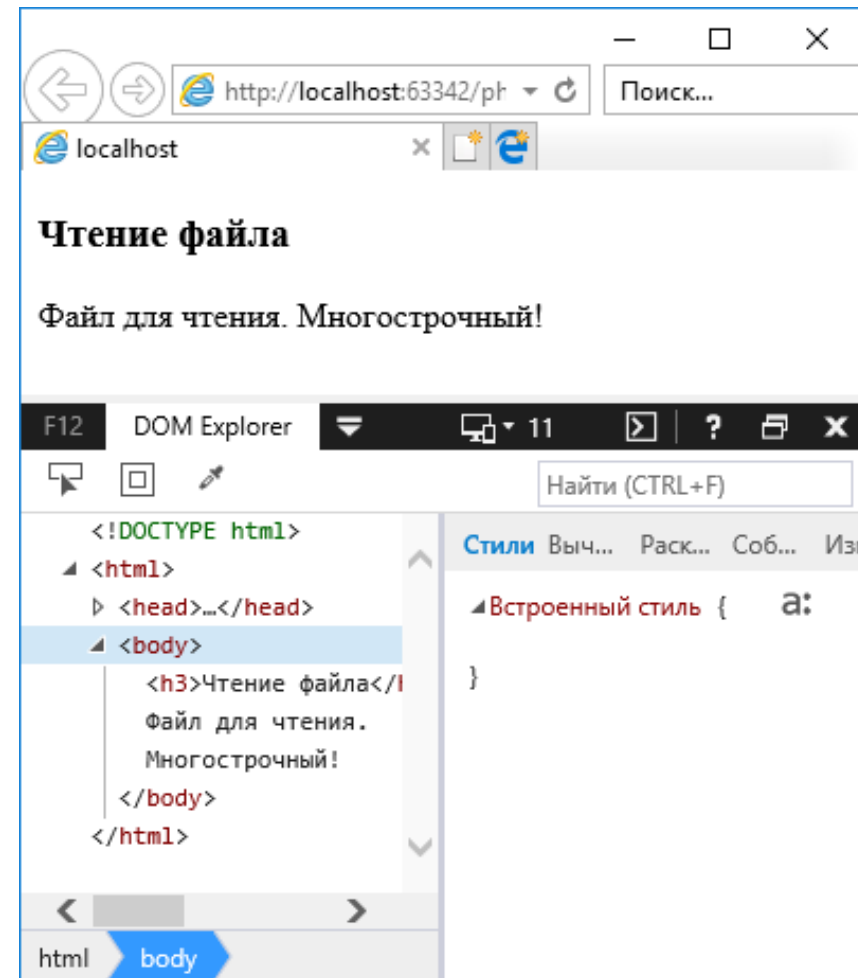 http://localhost:63342/ph
Поиск...
localhost
Чтение файла
Файл для чтения. Многострочный!
F12 DOM Explorer 11 ?
Найти (CTRL+F)
Стили Выч... Раск... Соб... Изм
<!DOCTYPE html>
<html>
<head>…</head>
<body>
<h3>Чтение файла</h
Файл для чтения.
Многострочный!
</body>
</html>
Встроенный стиль { a:
}
html body